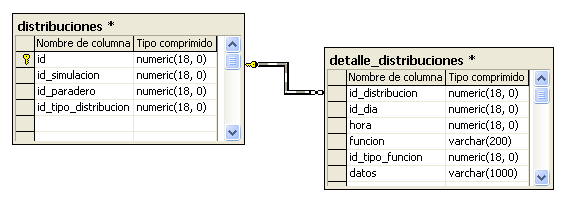 distribuciones *
Nombre de columna Tipo comprimido
id numeric(18, 0)
id_simulacion numeric(18, 0)
id_paradero numeric(18, 0)
id_tipo_distribucion numeric(18, 0)
detalle_distribuciones *
Nombre de columna Tipo comprimido
id_distribucion numeric(18, 0)
id_dia numeric(18, 0)
hora numeric(18, 0)
funcion varchar(200)
id_tipo_funcion numeric(18, 0)
datos varchar(1000)